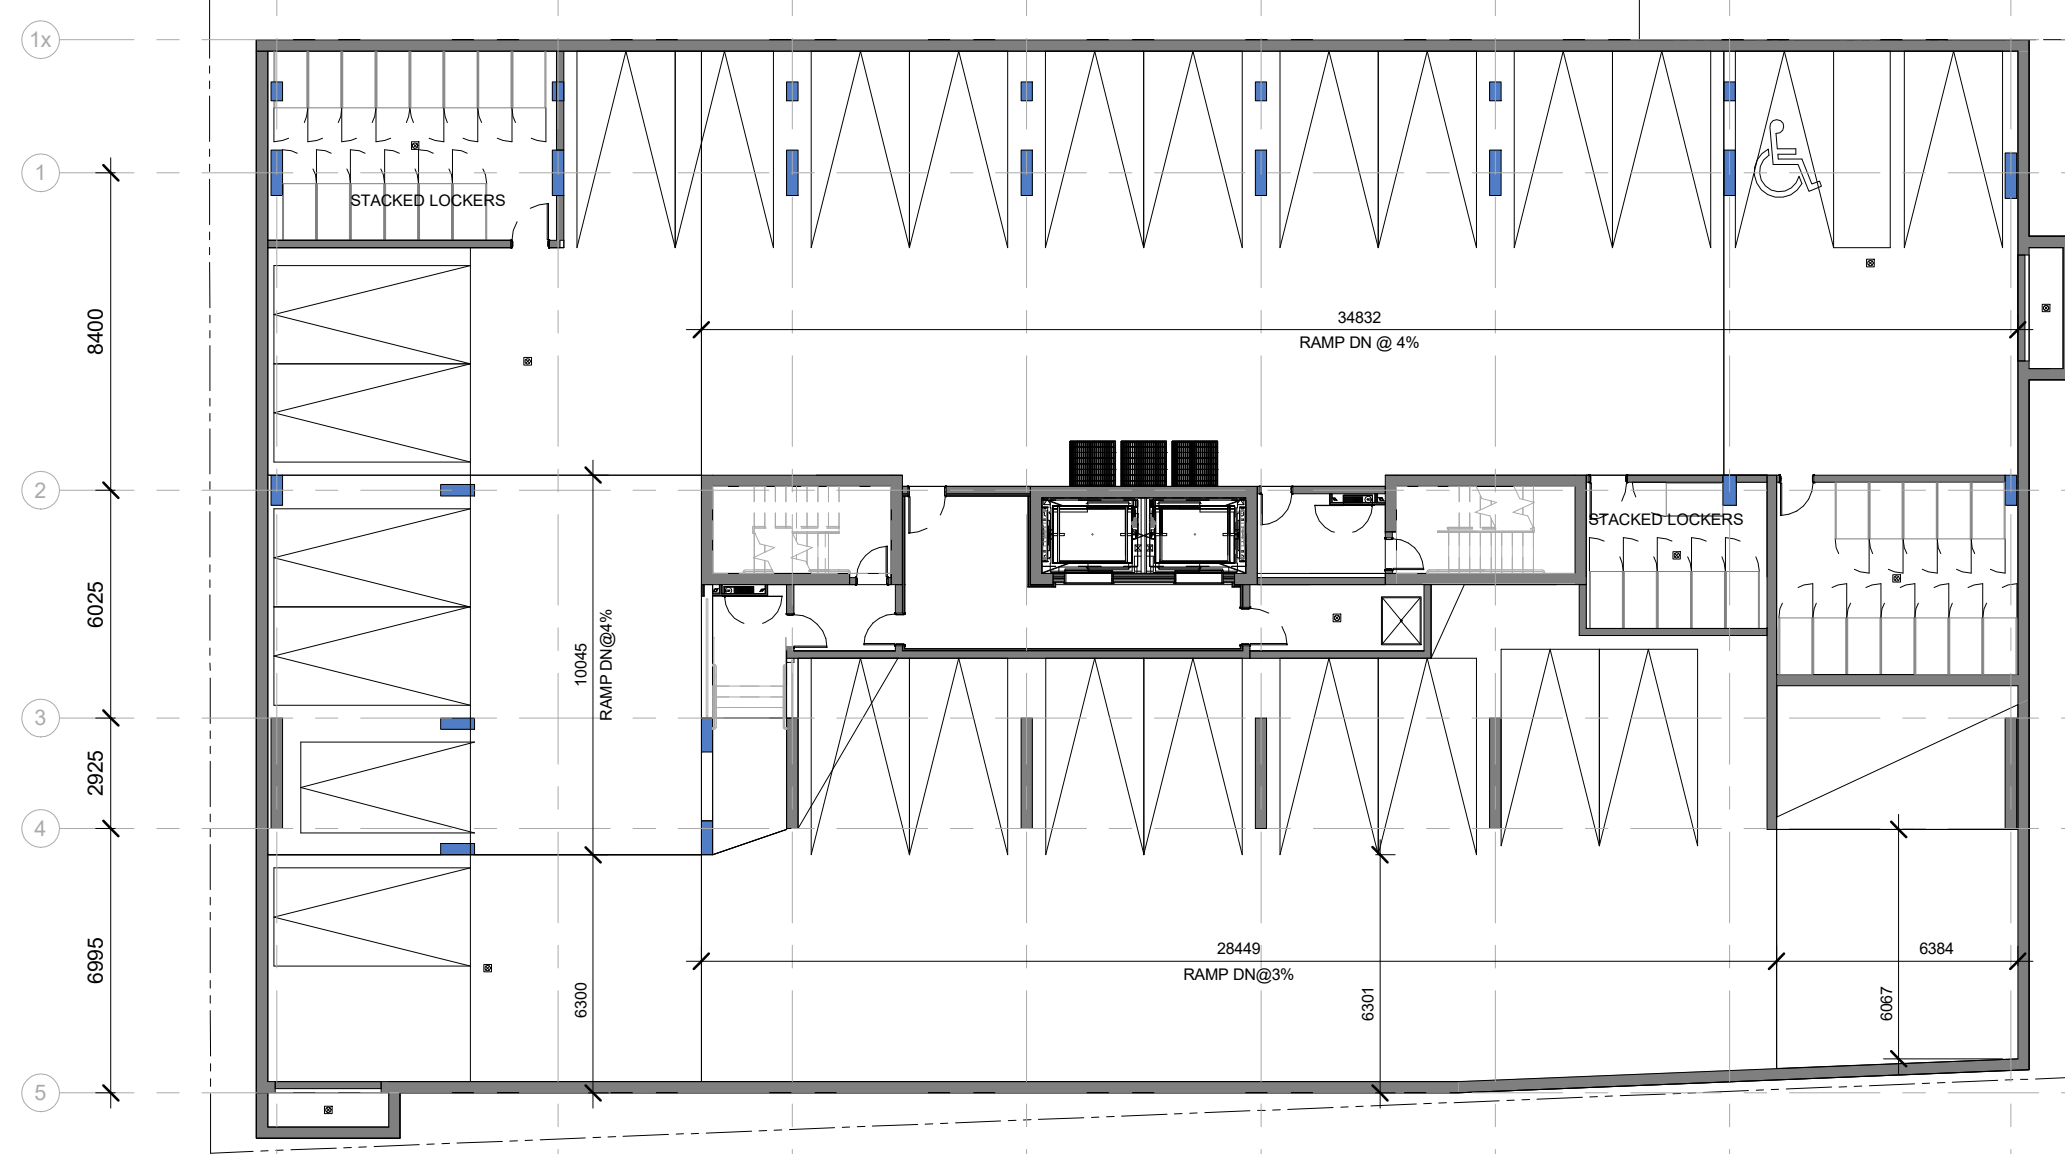 1x
1
STACKED LOCKERS
34832
RAMP DN @ 4%
8400
2
STACKED LOCKERS
6025
10045
RAMP DN@4%
3
2925
4
6995
28449
RAMP DN@3%
6384
6300
6301
6067
5